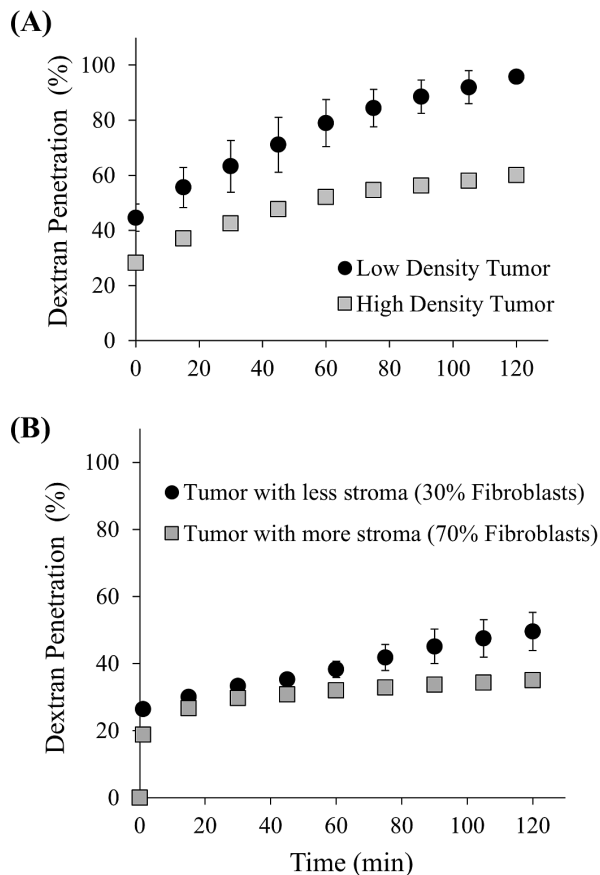 (A)
Dextran Penetration (%)
100
80
60
40
20
0
Low Density Tumor
High Density Tumor
0 20 40 60 80 100 120
(B)
Dextran Penetration (%)
100
80
60
40
20
0
Tumor with less stroma (30% Fibroblasts)
Tumor with more stroma (70% Fibroblasts)
0 20 40 60 80 100 120
Time (min)